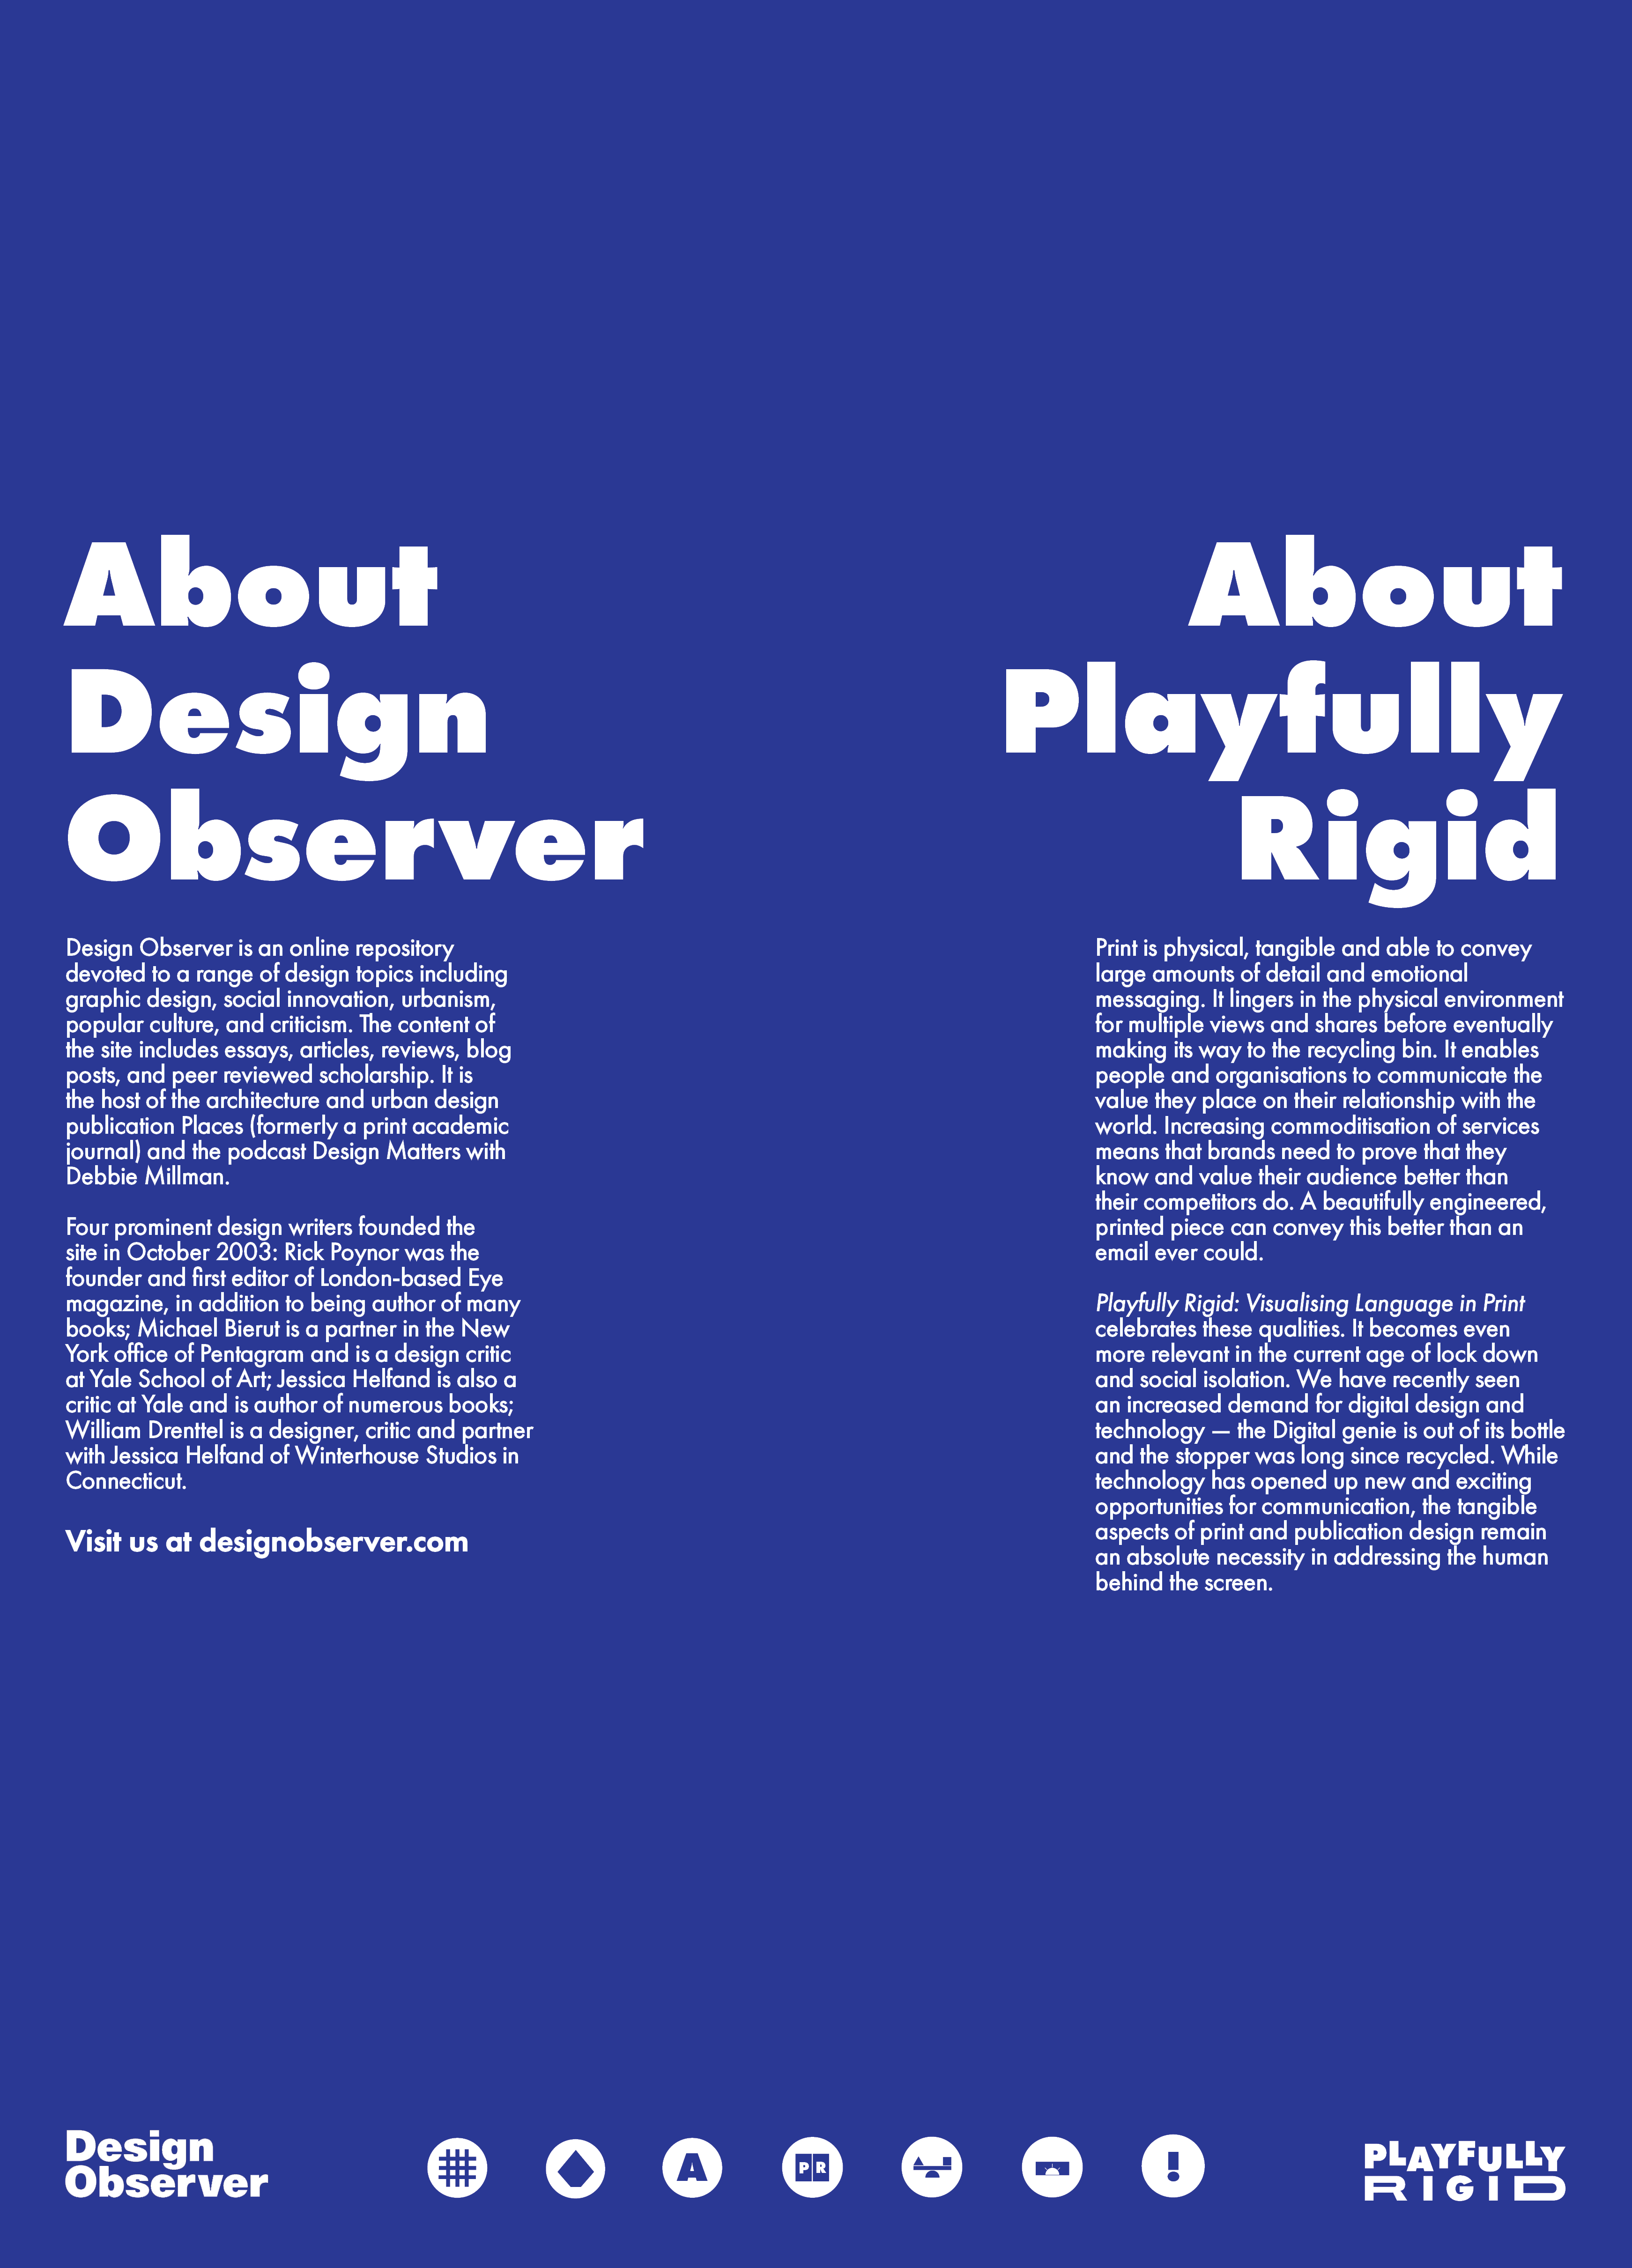 About
Design
Observer
Design Observer is an online repository
devoted to a range of design topics including
graphic design, social innovation, urbanism,
popular culture, and criticism. The content of
the site includes essays, articles, reviews, blog
posts, and peer reviewed scholarship. It is
the host of the architecture and urban design
publication Places (formerly a print academic
journal) and the podcast Design Matters with
Debbie Millman.
Four prominent design writers founded the
site in October 2003: Rick Poynor was the
founder and first editor of London-based Eye
magazine, in addition to being author of many
books; Michael Bierut is a partner in the New
York office of Pentagram and is a design critic
at Yale School of Art; Jessica Helfand is also a
critic at Yale and is author of numerous books;
William Drenttel is a designer, critic and partner
with Jessica Helfand of Winterhouse Studios in
Connecticut.
Visit us at designobserver.com
About
Playfully
Rigid
Print is physical, tangible and able to convey
large amounts of detail and emotional
messaging. It lingers in the physical environment
for multiple views and shares before eventually
making its way to the recycling bin. It enables
people and organisations to communicate the
value they place on their relationship with the
world. Increasing commoditisation of services
means that brands need to prove that they
know and value their audience better than
their competitors do. A beautifully engineered,
printed piece can convey this better than an
email ever could.
Playfully Rigid: Visualising Language in Print
celebrates these qualities. It becomes even
more relevant in the current age of lock down
and social isolation. We have recently seen
an increased demand for digital design and
technology — the Digital genie is out of its bottle
and the stopper was long since recycled. While
technology has opened up new and exciting
opportunities for communication, the tangible
aspects of print and publication design remain
an absolute necessity in addressing the human
behind the screen.
Design
Observer
A
PR
!
PLAYFULLY
RIGID